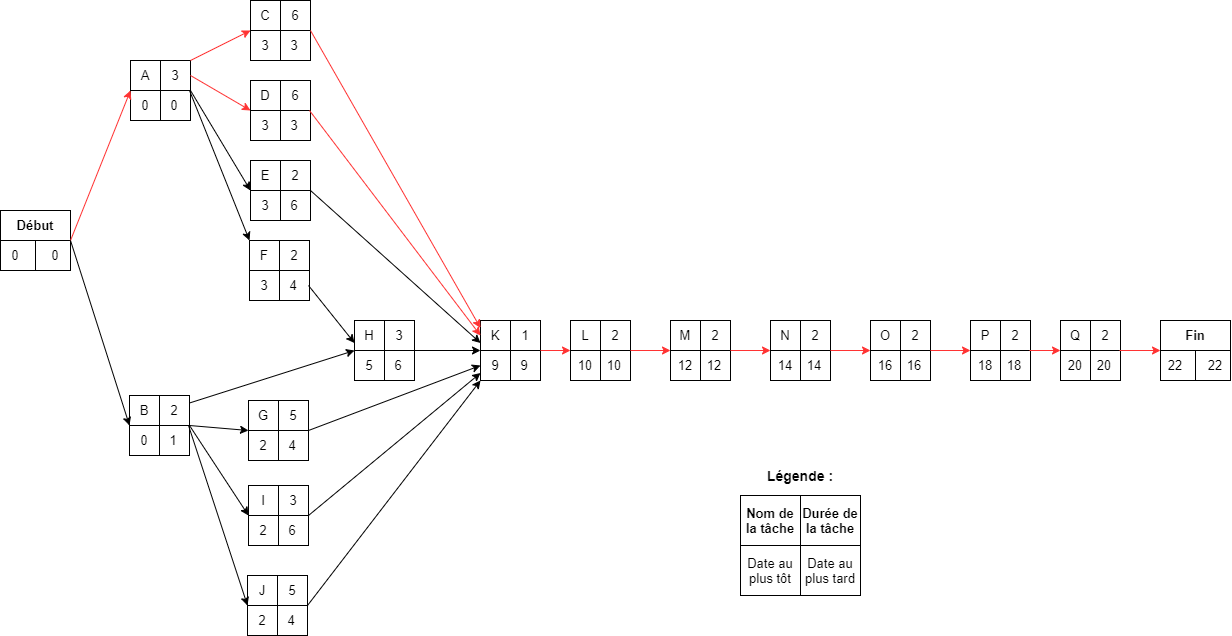 C 6
3 3
A 3
0 0
D 6
3 3
E 2
3 6
Début
0 0
F 2
3 4
H 3
5 6
K 1
9 9
L 2
10 10
M 2
12 12
N 2
14 14
O 2
16 16
P 2
18 18
Q 2
20 20
Fin
22 22
B 2
0 1
G 5
2 4
I 3
2 6
J 5
2 4
Légende :
Nom de
la tâche
Durée de
la tâche
Date au
plus tôt
Date au
plus tard